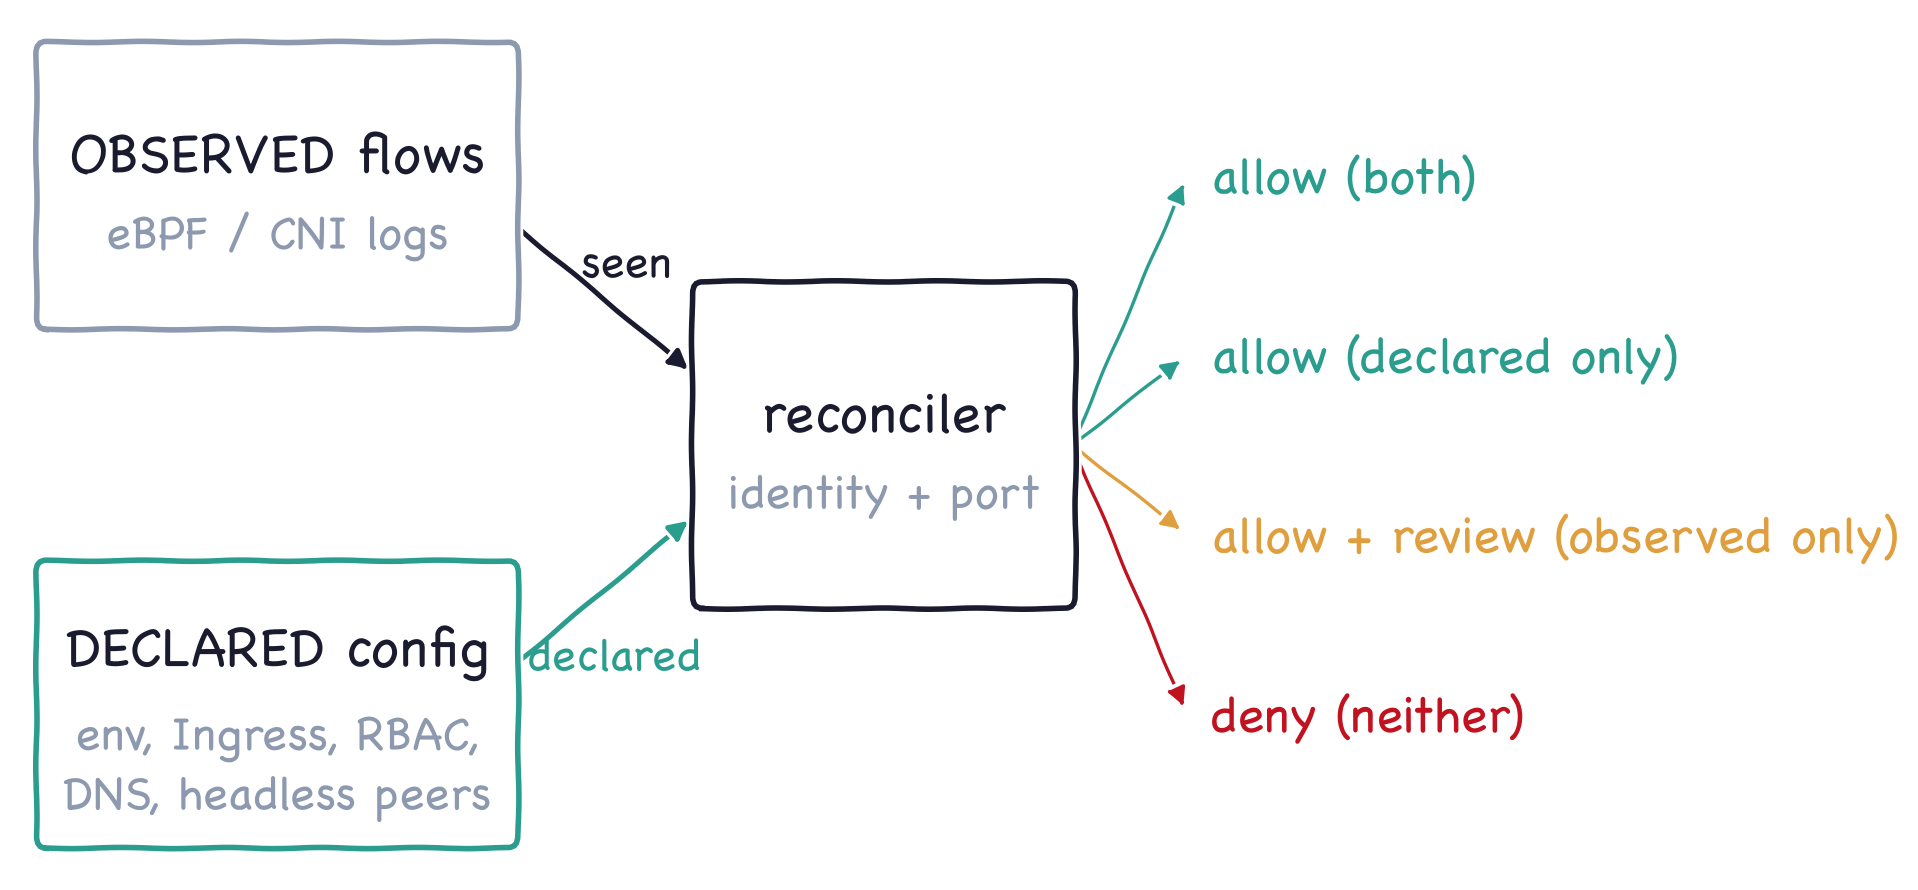 OBSERVED flows
eBPF / CNI logs
seen
reconciler
identity + port
DECLARED config
env, Ingress, RBAC,
DNS, headless peers
declared
allow (both)
allow (declared only)
allow + review (observed only)
deny (neither)